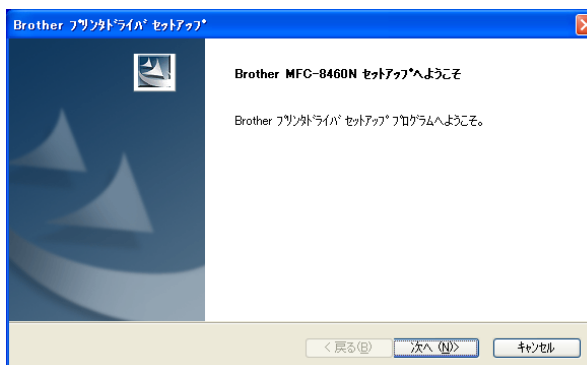 Brother ﾌﾟﾘﾝﾀﾄﾞﾗｲﾊﾞ ｾｯﾄｱｯﾌﾟ
Brother MFC-8460N ｾｯﾄｱｯﾌﾟへようこそ
Brother ﾌﾟﾘﾝﾀﾄﾞﾗｲﾊﾞ ｾｯﾄｱｯﾌﾟ ﾌﾟﾛｸﾞﾗﾑへようこそ。
< 戻る(B)
次へ (N)>
ｷｬﾝｾﾙ